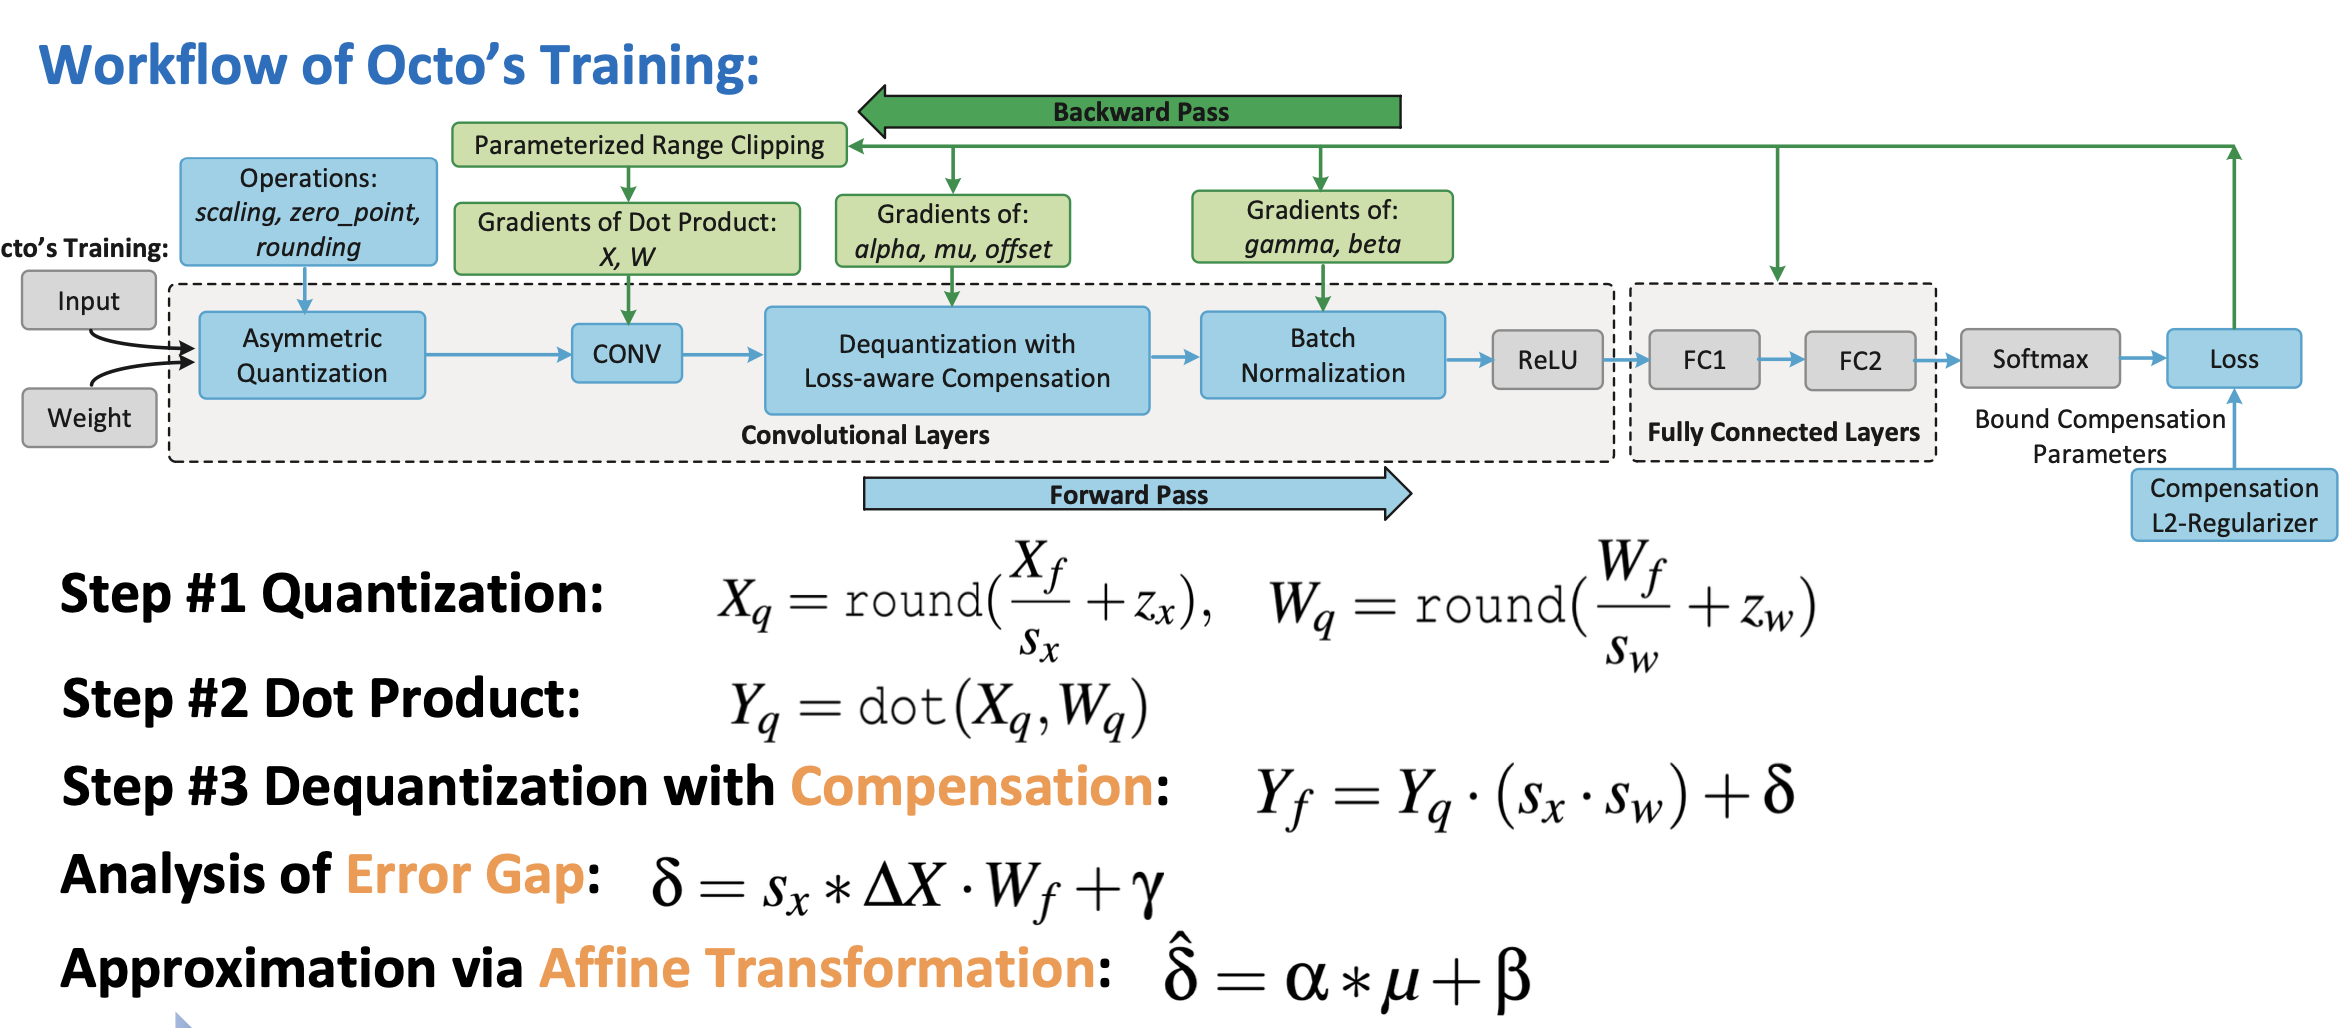 Workflow of Octo's Training:
Backward Pass
Parameterized Range Clipping
Operations:
scaling, zero_point,
rounding
Gradients of Dot Product:
X, W
Gradients of:
alpha, mu, offset
Gradients of:
gamma, beta
cto's Training:
Input
Weight
Asymmetric
Quantization
CONV
Dequantization with
Loss-aware Compensation
Batch
Normalization
ReLU
Convolutional Layers
FC1
FC2
Fully Connected Layers
Softmax
Loss
Bound Compensation
Parameters
Compensation
L2-Regularizer
Forward Pass
Step #1 Quantization: X_q = round(X_f / s_x + z_x), W_q = round(W_f / s_w + z_w)
Step #2 Dot Product: Y_q = dot(X_q, W_q)
Step #3 Dequantization with Compensation: Y_f = Y_q · (s_x · s_w) + δ
Analysis of Error Gap: δ = s_x * ΔX · W_f + γ
Approximation via Affine Transformation: δ̂ = α * μ + β